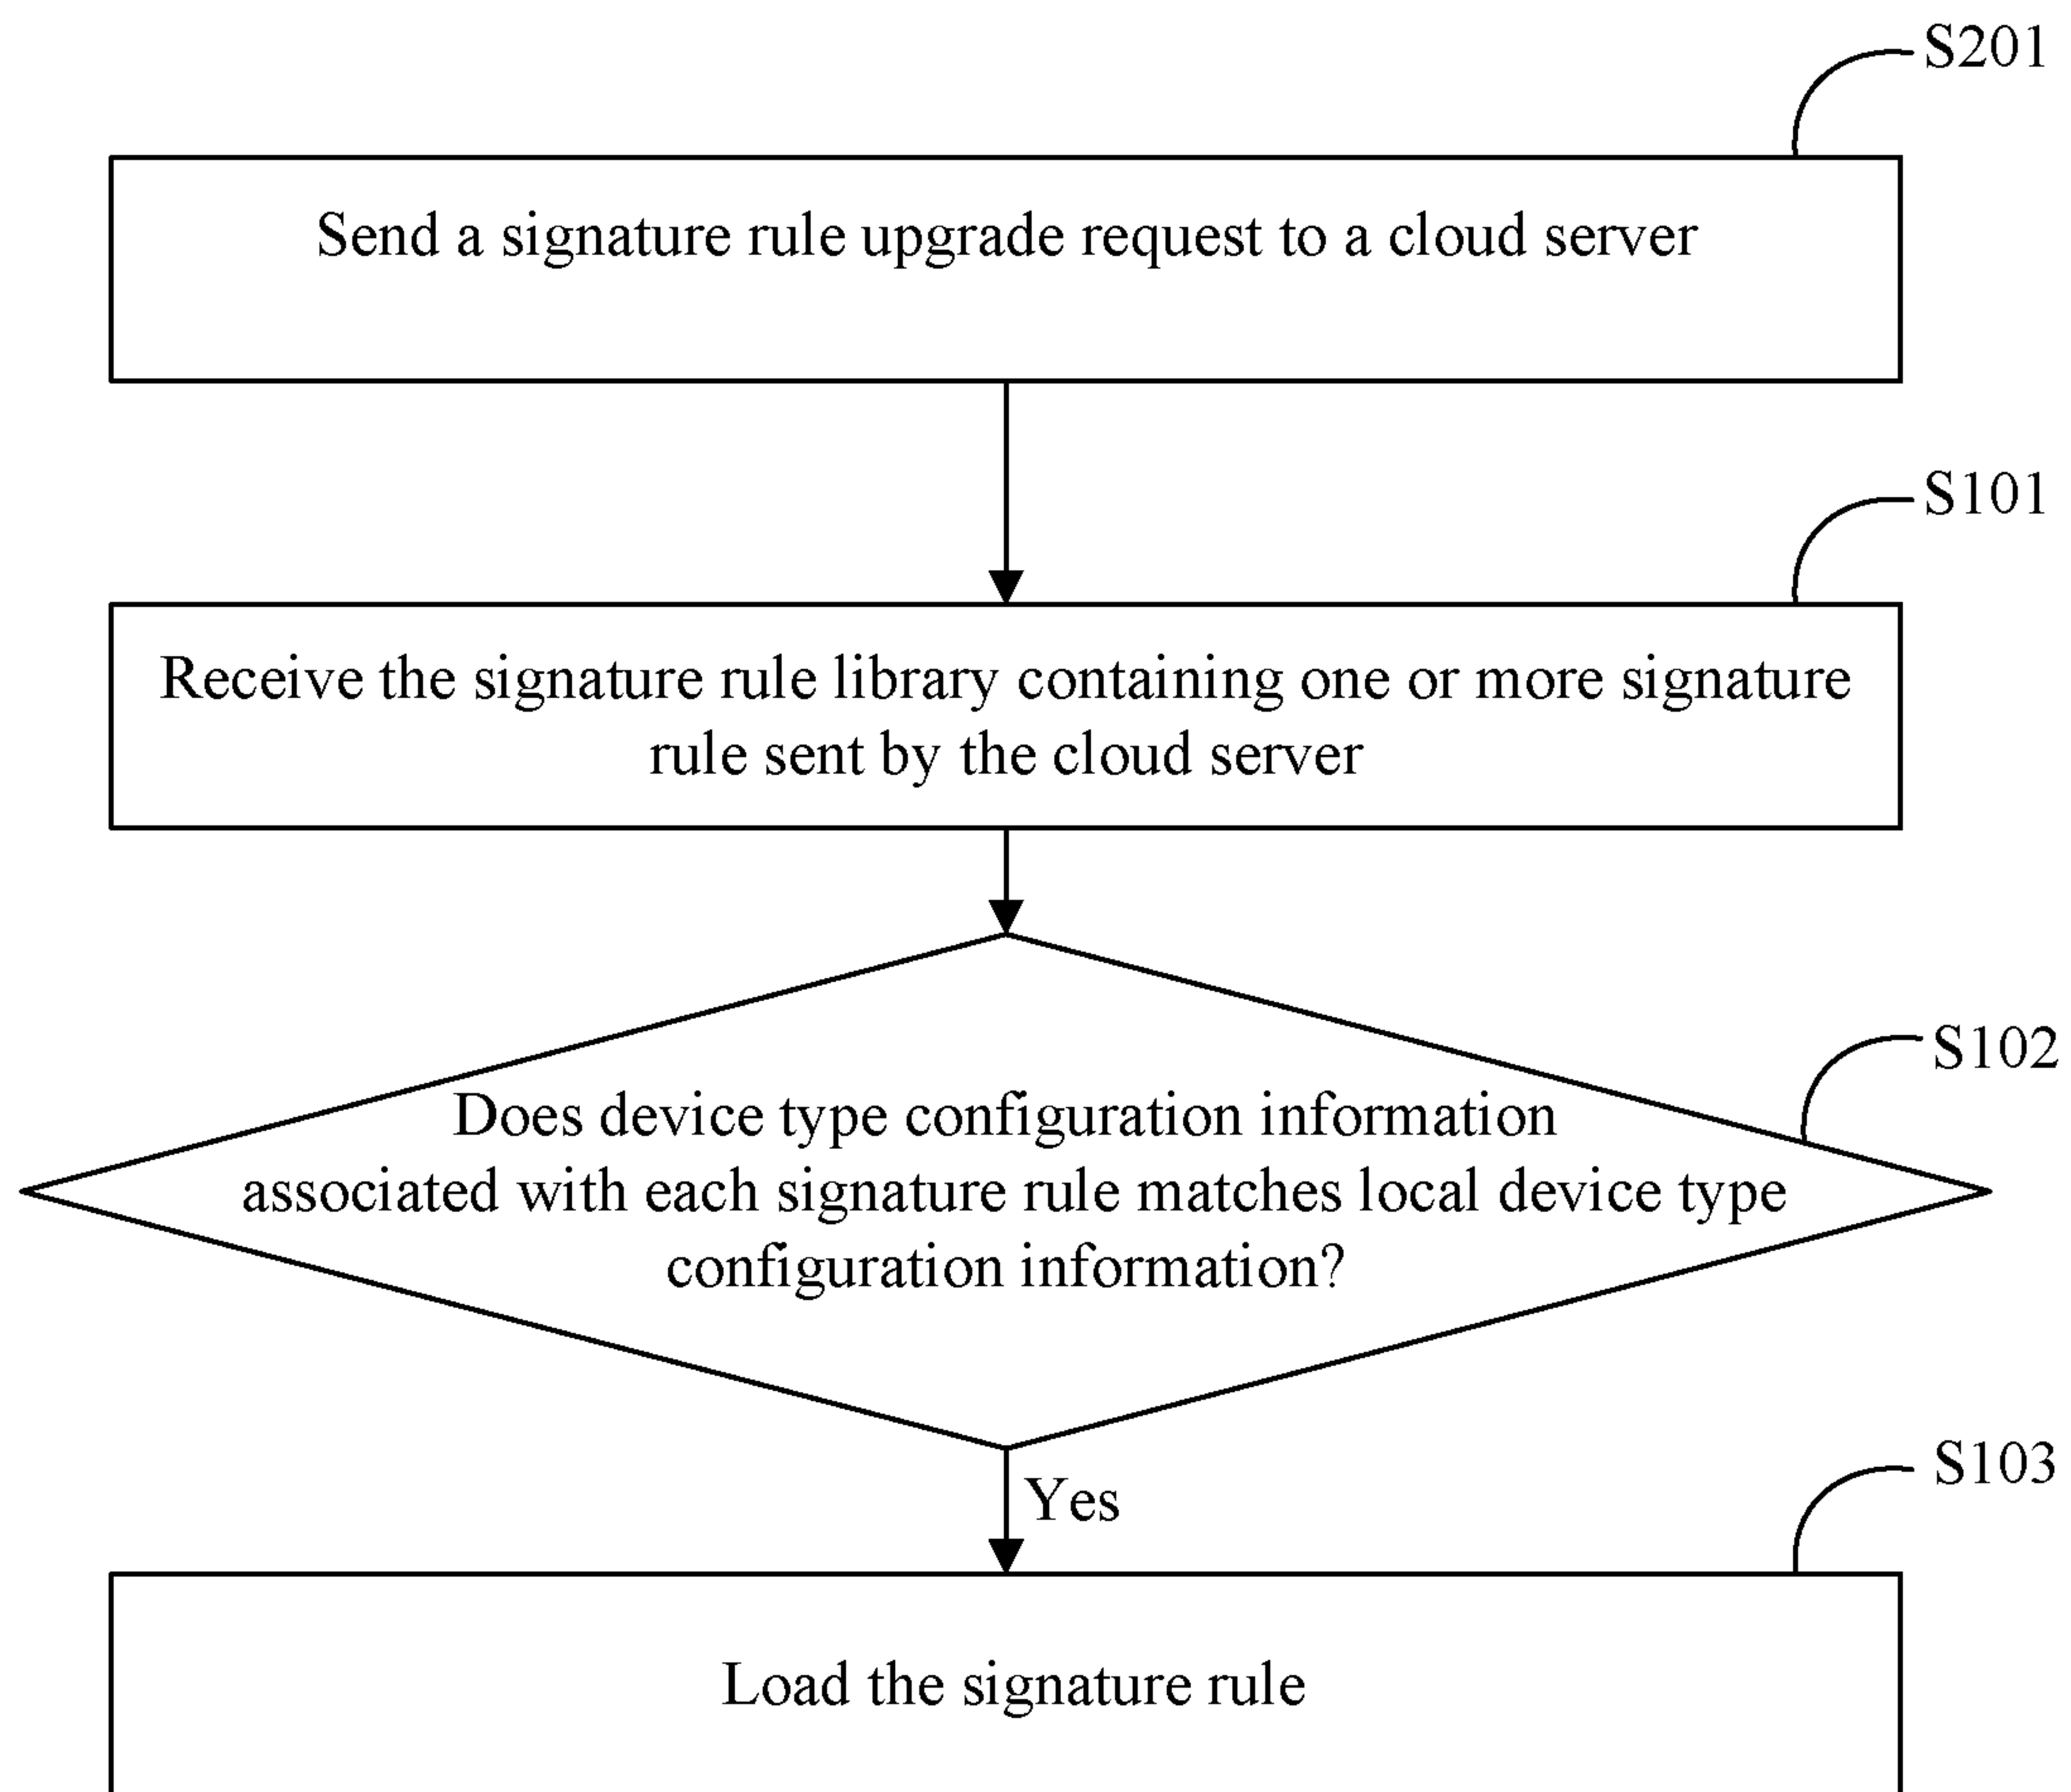 S201
Send a signature rule upgrade request to a cloud server
S101
Receive the signature rule library containing one or more signature
rule sent by the cloud server
S102
Does device type configuration information
associated with each signature rule matches local device type
configuration information?
Yes
S103
Load the signature rule